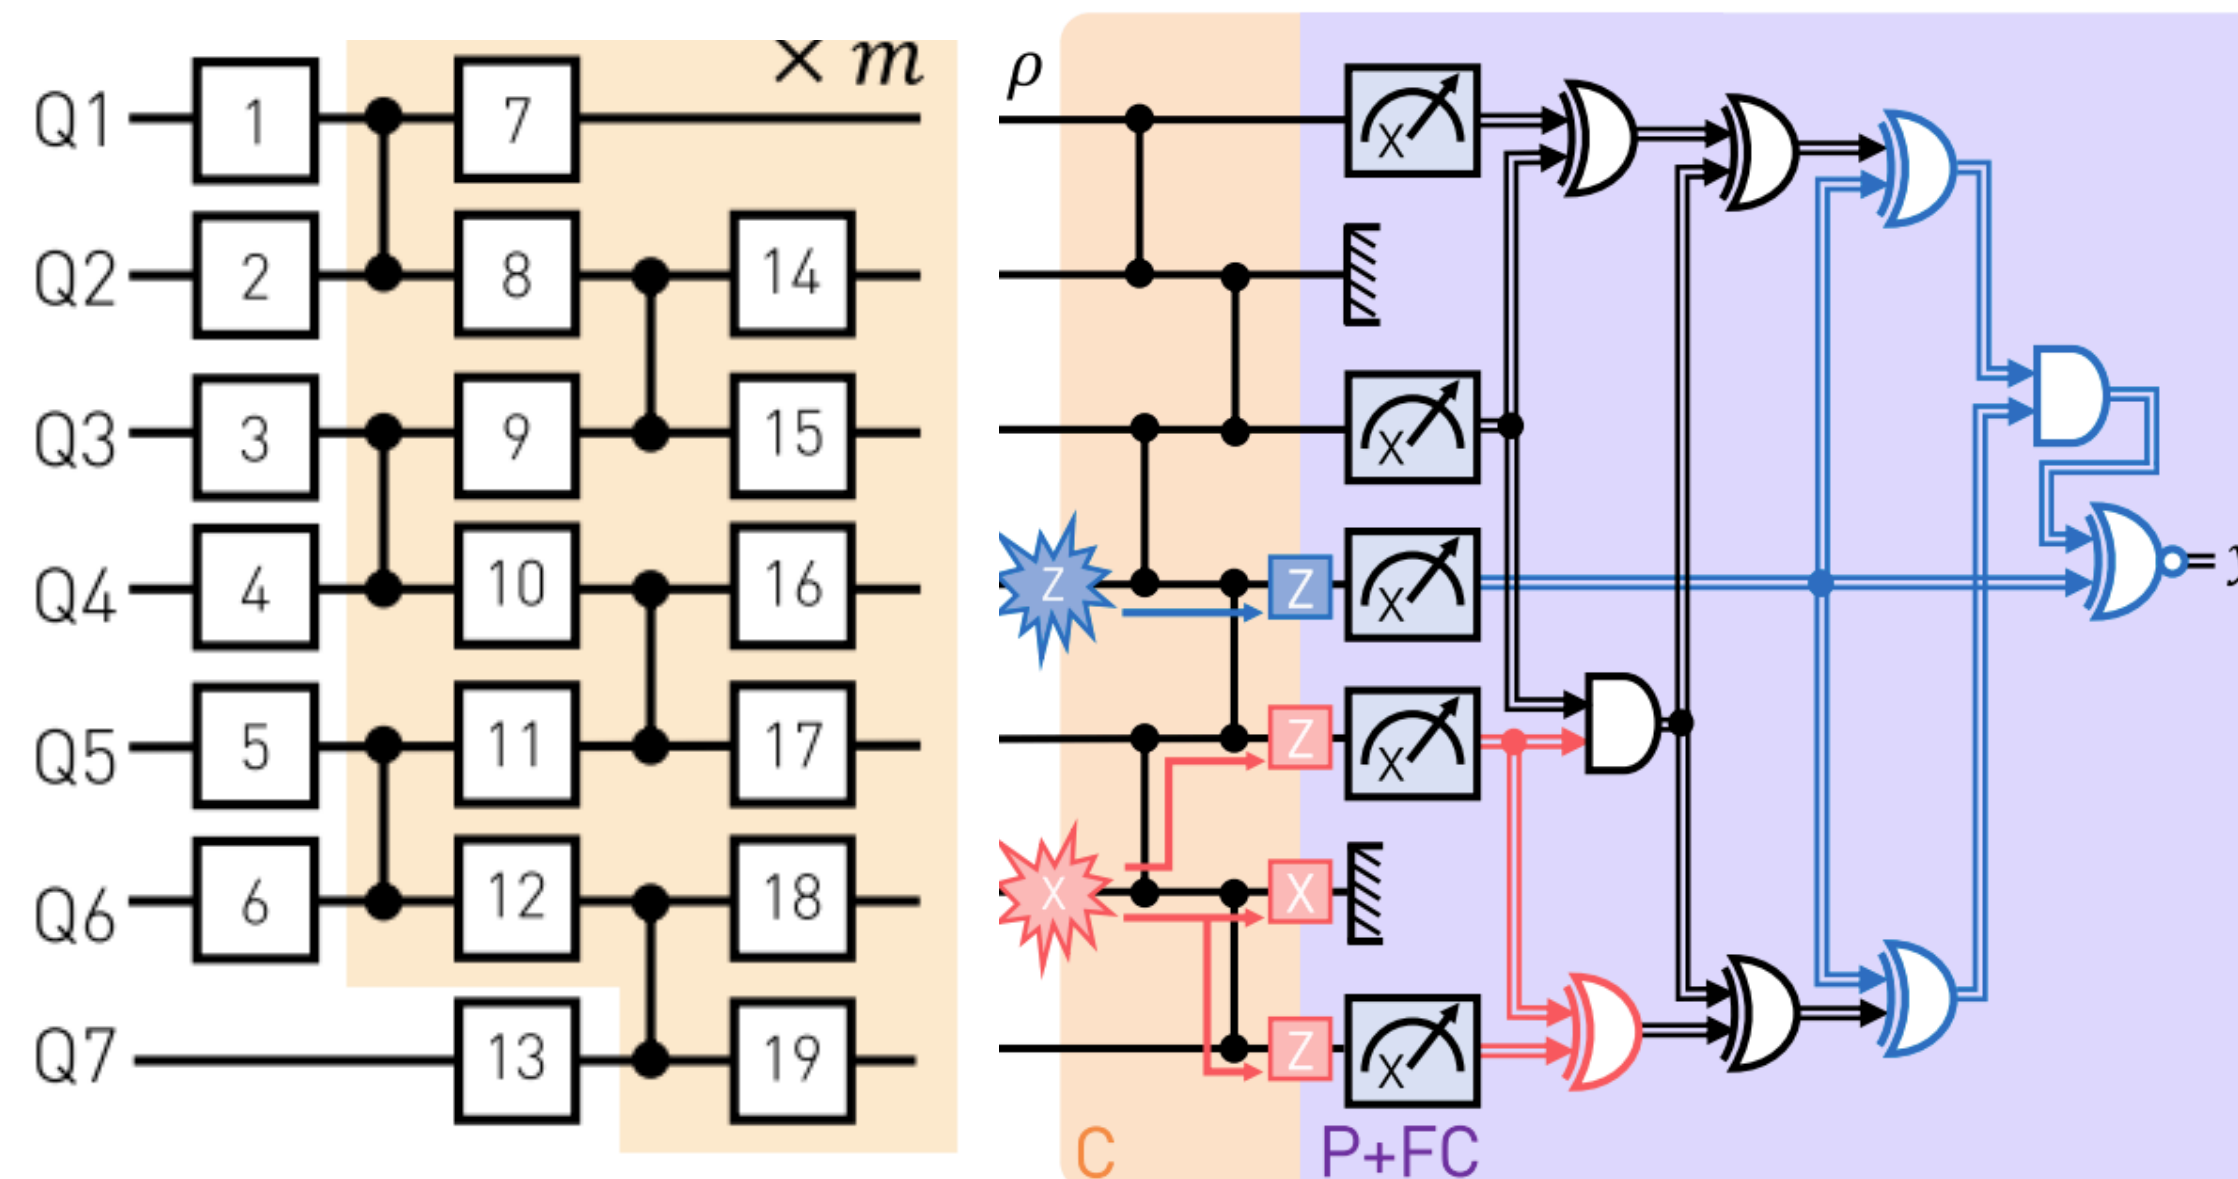 × m
Q1 1 7
Q2 2 8 14
Q3 3 9 15
Q4 4 10 16
Q5 5 11 17
Q6 6 12 18
Q7 13 19
ρ
X
X
Z Z X
Z X
X X
Z X
C P+FC